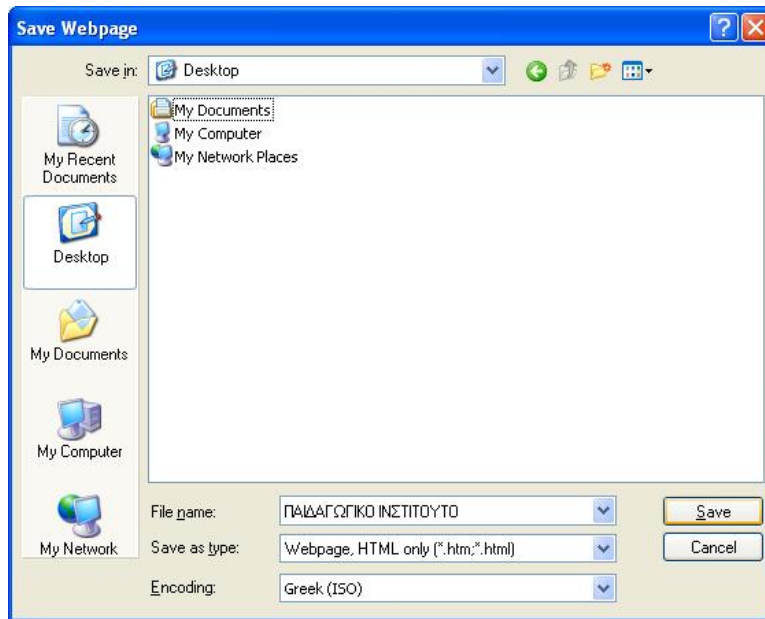 Save Webpage
Save in:
Desktop
My Recent
Documents
Desktop
My Documents
My Computer
My Network
My Documents
My Computer
My Network Places
File name:
ΠΑΙΔΑΓΩΓΙΚΟ ΙΝΣΤΙΤΟΥΤΟ
Save
Save as type:
Webpage, HTML only (*.htm;*.html)
Cancel
Encoding:
Greek (ISO)